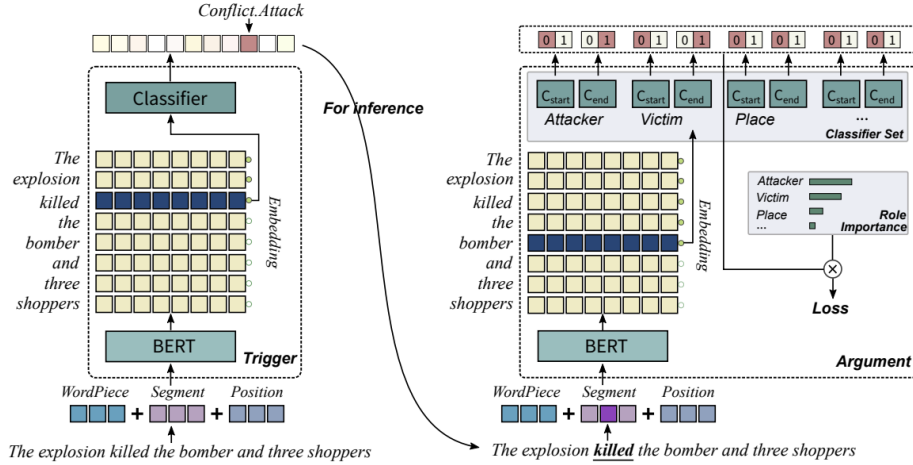 Conflict.Attack
Classifier
The
explosion
killed
the
bomber
and
three
shoppers
Embedding
BERT
Trigger
WordPiece
Segment
Position
+
+
The explosion killed the bomber and three shoppers
For inference
0 1
0 1
0 1
0 1
0 1
0 1
0 1
0 1
Cstart
Cend
Cstart
Cend
Cstart
Cend
Cstart
Cend
Attacker
Victim
Place
...
Classifier Set
The
explosion
killed
the
bomber
and
three
shoppers
Embedding
Attacker
Victim
Place
...
Role
Importance
Loss
BERT
Argument
WordPiece
Segment
Position
+
+
The explosion killed the bomber and three shoppers